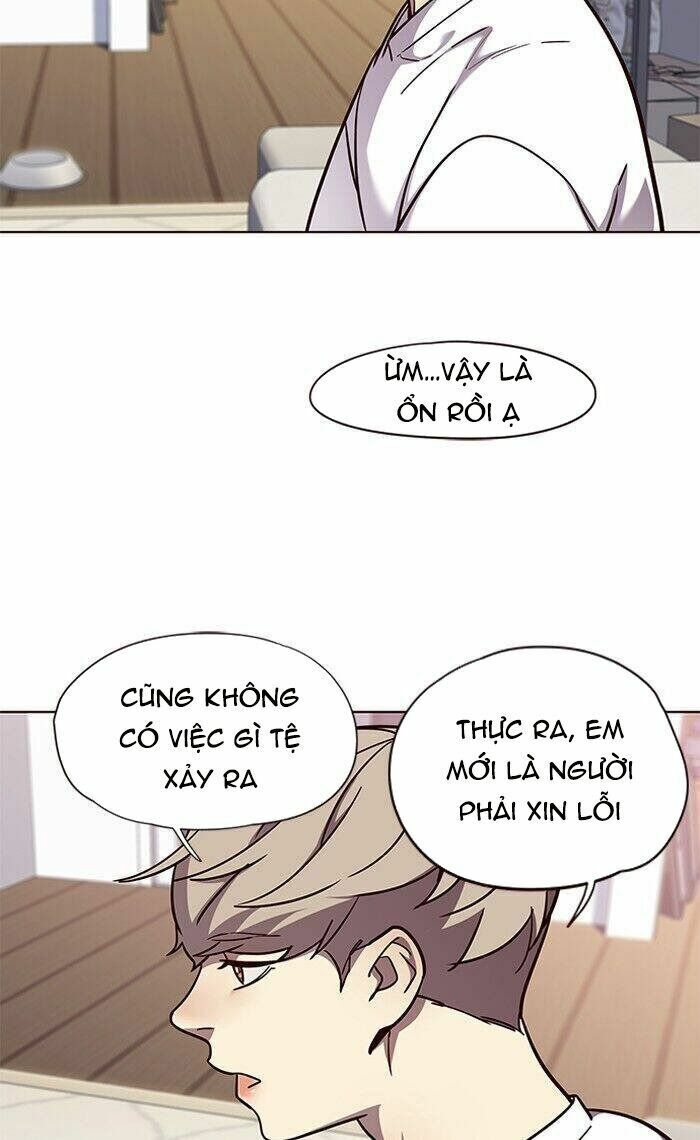 ỪM...VẬY LÀ
ỔN RỒI Ạ
CŨNG KHÔNG
CÓ VIỆC GÌ TỆ
XẢY RA
THỰC RA, EM
MỚI LÀ NGƯỜI
PHẢI XIN LỖI